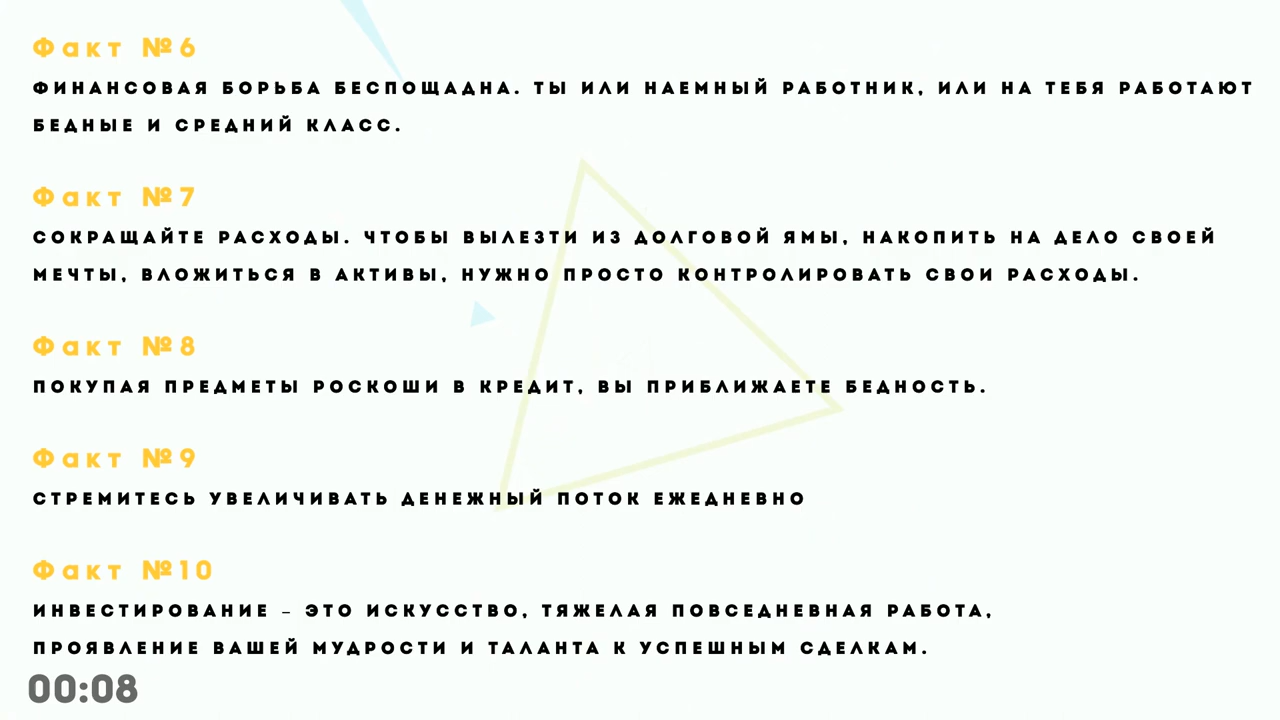 Факт №6
ФИНАНСОВАЯ БОРЬБА БЕСПОЩАДНА. ТЫ ИЛИ НАЕМНЫЙ РАБОТНИК, ИЛИ НА ТЕБЯ РАБОТАЮТ
БЕДНЫЕ И СРЕДНИЙ КЛАСС.
Факт №7
СОКРАЩАЙТЕ РАСХОДЫ. ЧТОБЫ ВЫЛЕЗТИ ИЗ ДОЛГОВОЙ ЯМЫ, НАКОПИТЬ НА ДЕЛО СВОЕЙ
МЕЧТЫ, ВЛОЖИТЬСЯ В АКТИВЫ, НУЖНО ПРОСТО КОНТРОЛИРОВАТЬ СВОИ РАСХОДЫ.
Факт №8
ПОКУПАЯ ПРЕДМЕТЫ РОСКОШИ В КРЕДИТ, ВЫ ПРИБЛИЖАЕТЕ БЕДНОСТЬ.
Факт №9
СТРЕМИТЕСЬ УВЕЛИЧИВАТЬ ДЕНЕЖНЫЙ ПОТОК ЕЖЕДНЕВНО
Факт №10
ИНВЕСТИРОВАНИЕ – ЭТО ИСКУССТВО, ТЯЖЕЛАЯ ПОВСЕДНЕВНАЯ РАБОТА,
ПРОЯВЛЕНИЕ ВАШЕЙ МУДРОСТИ И ТАЛАНТА К УСПЕШНЫМ СДЕЛКАМ.
00:08